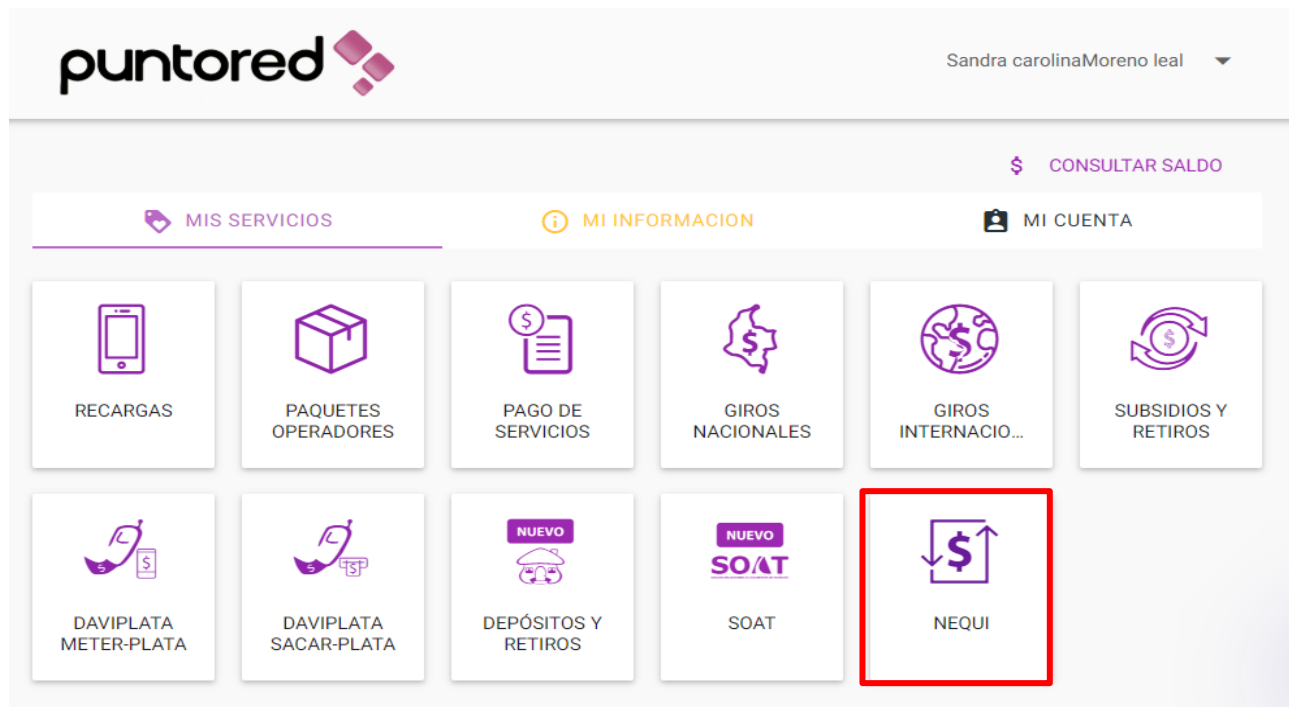 puntored
Sandra carolinaMoreno leal
$ CONSULTAR SALDO
MIS SERVICIOS
MI INFORMACION
MI CUENTA
RECARGAS
PAQUETES
OPERADORES
$
PAGO DE
SERVICIOS
$
GIROS
NACIONALES
$
GIROS
INTERNACIO...
$
SUBSIDIOS Y
RETIROS
$
$
DAVIPLATA
METER-PLATA
$
$
DAVIPLATA
SACAR-PLATA
NUEVO
DEPÓSITOS Y
RETIROS
NUEVO
SOAT
SOAT
$
NEQUI